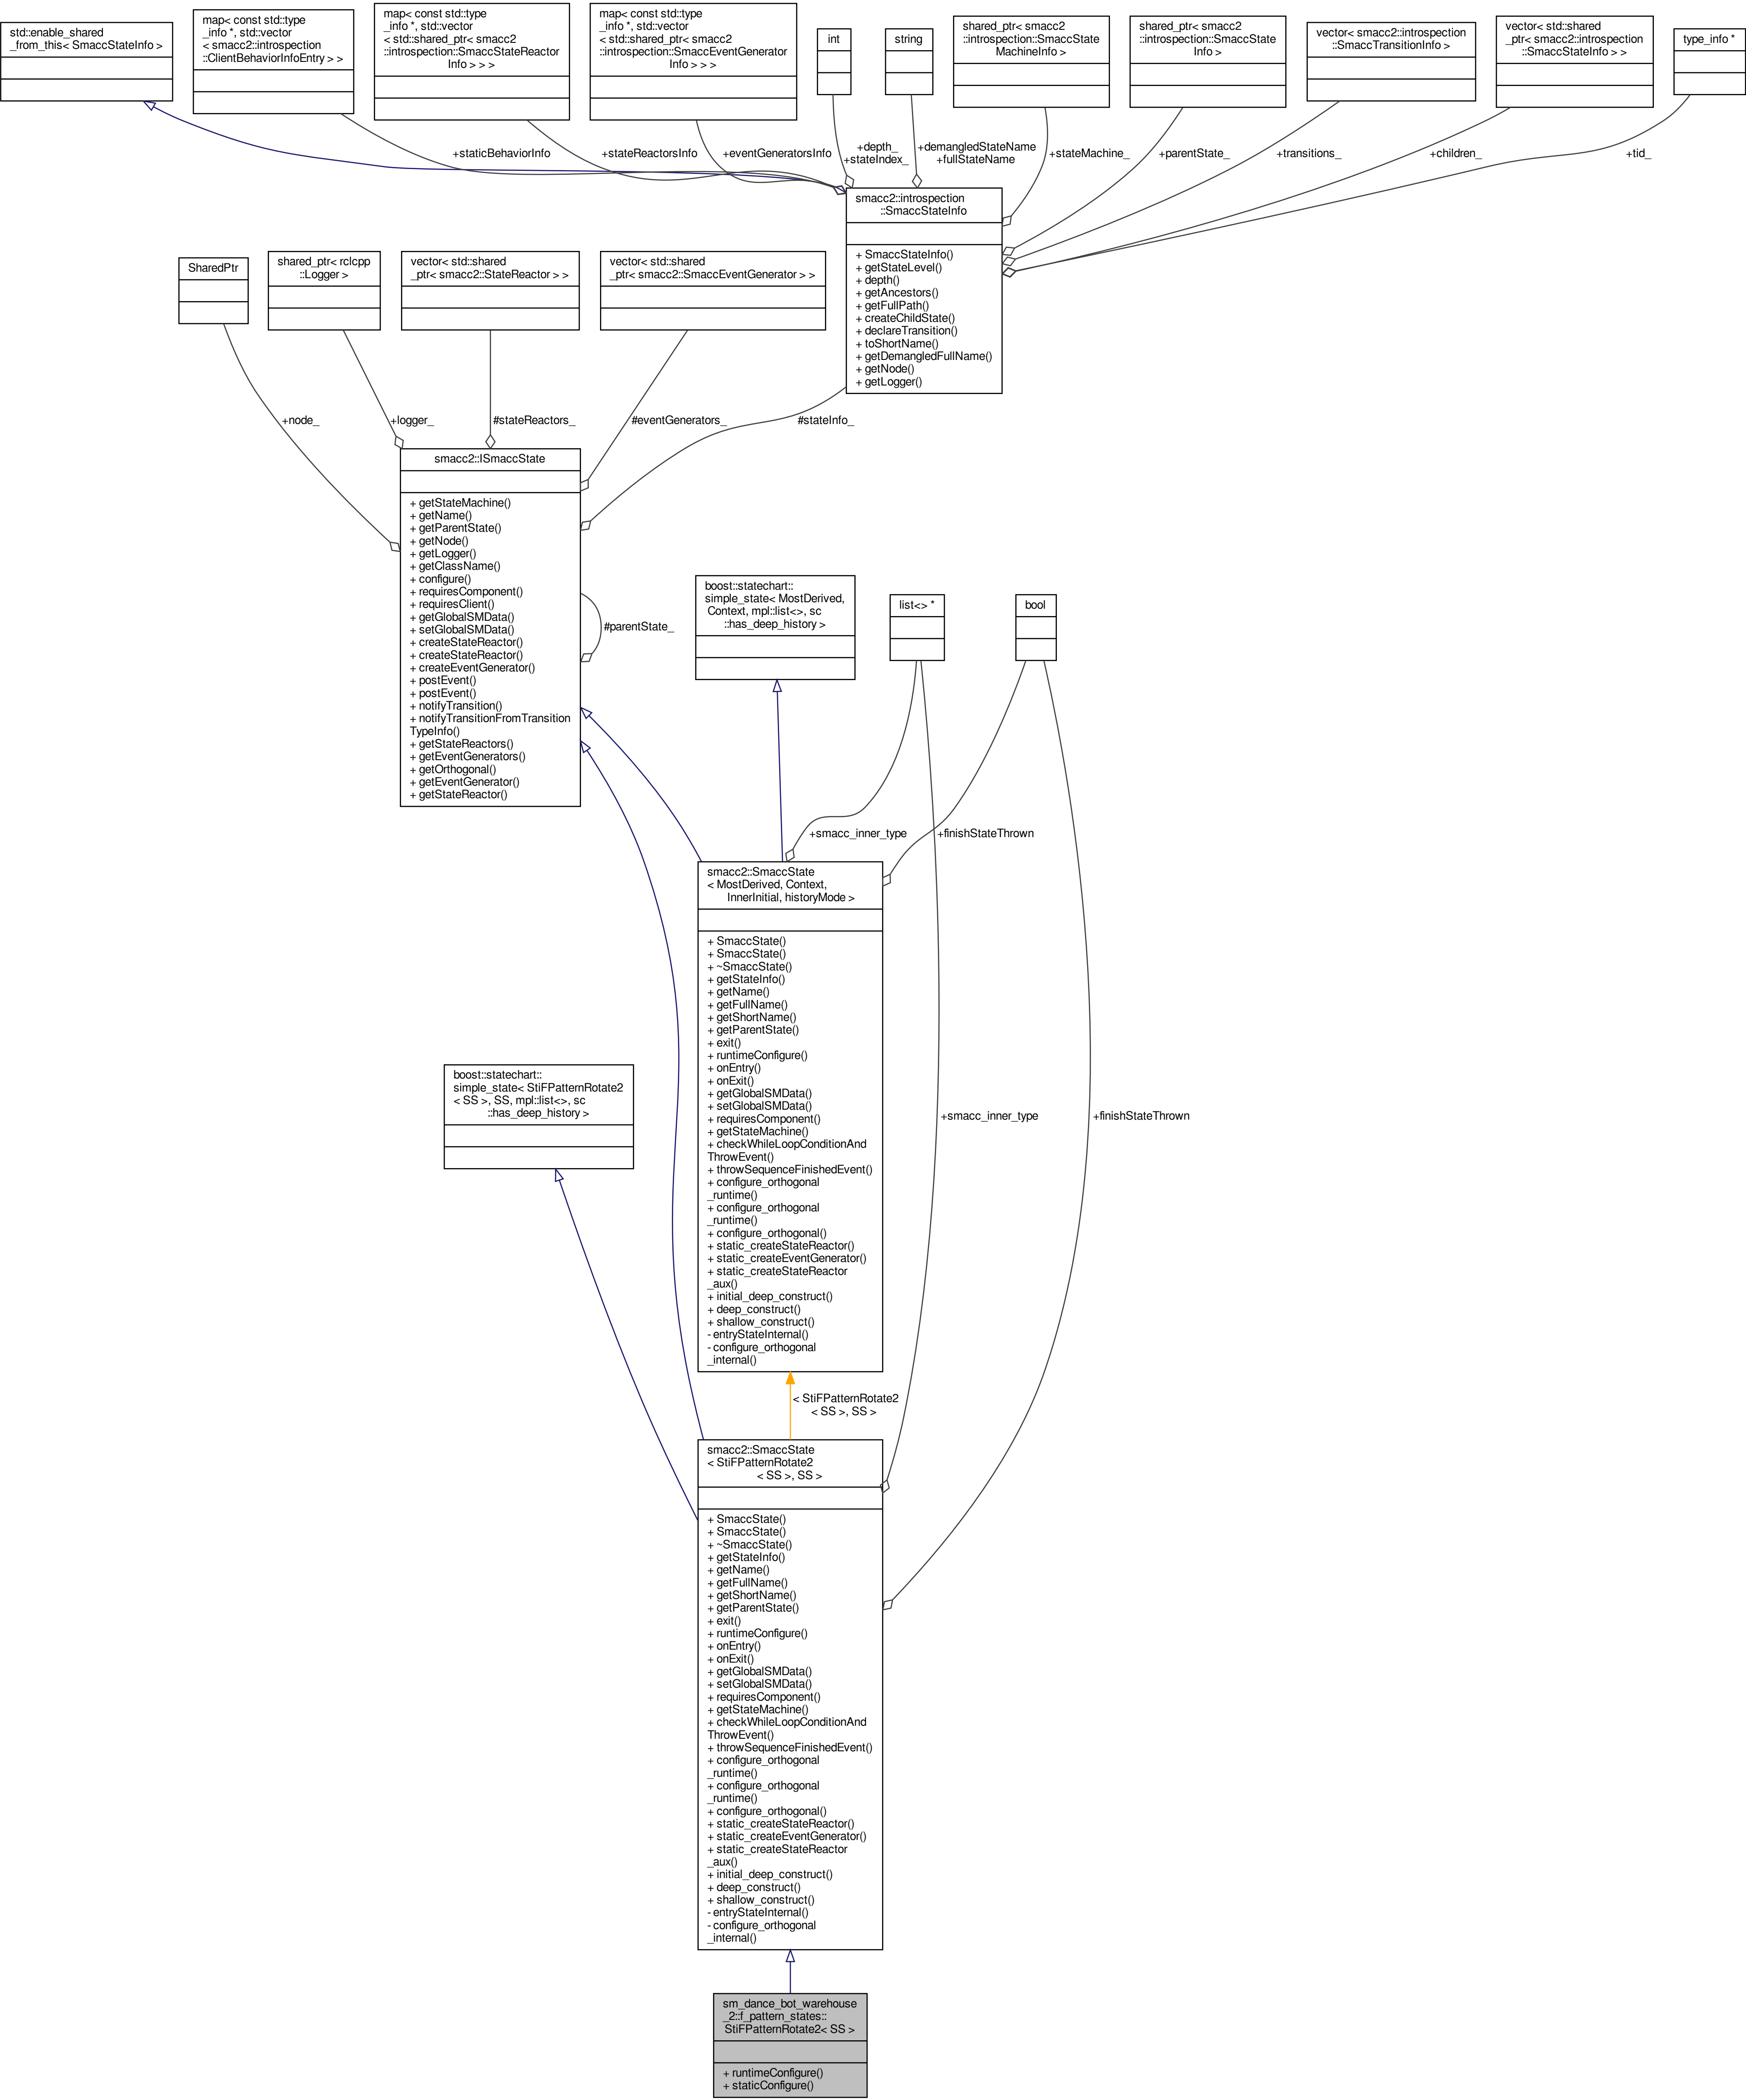 std::enable_shared
_from_this< SmaccStateInfo >
map< const std::type
_info *, std::vector
< smacc2::introspection
::ClientBehaviorInfoEntry > >
map< const std::type
_info *, std::vector
< std::shared_ptr< smacc2
::introspection::SmaccStateReactor
Info > > >
map< const std::type
_info *, std::vector
< std::shared_ptr< smacc2
::introspection::SmaccEventGenerator
Info > > >
int
string
shared_ptr< smacc2
::introspection::SmaccState
MachineInfo >
shared_ptr< smacc2
::introspection::SmaccState
Info >
vector< smacc2::introspection
::SmaccTransitionInfo >
vector< std::shared
_ptr< smacc2::introspection
::SmaccStateInfo > >
type_info *
+staticBehaviorInfo
+stateReactorsInfo
+eventGeneratorsInfo
+depth_
+stateIndex_
+demangledStateName
+fullStateName
+stateMachine_
+parentState_
+transitions_
+children_
+tid_
smacc2::introspection
::SmaccStateInfo
+ SmaccStateInfo()
+ getStateLevel()
+ depth()
+ getAncestors()
+ getFullPath()
+ createChildState()
+ declareTransition()
+ toShortName()
+ getDemangledFullName()
+ getNode()
+ getLogger()
SharedPtr
shared_ptr< rclcpp
::Logger >
vector< std::shared
_ptr< smacc2::StateReactor > >
vector< std::shared
_ptr< smacc2::SmaccEventGenerator > >
+node_
+logger_
#stateReactors_
#eventGenerators_
#stateInfo_
smacc2::ISmaccState
+ getStateMachine()
+ getName()
+ getParentState()
+ getNode()
+ getLogger()
+ getClassName()
+ configure()
+ requiresComponent()
+ requiresClient()
+ getGlobalSMData()
+ setGlobalSMData()
+ createStateReactor()
+ createStateReactor()
+ createEventGenerator()
+ postEvent()
+ postEvent()
+ notifyTransition()
+ notifyTransitionFromTransition
TypeInfo()
+ getStateReactors()
+ getEventGenerators()
+ getOrthogonal()
+ getEventGenerator()
+ getStateReactor()
#parentState_
boost::statechart::
simple_state< MostDerived,
Context, mpl::list<>, sc
::has_deep_history >
list<> *
bool
+smacc_inner_type
+finishStateThrown
smacc2::SmaccState
< MostDerived, Context,
InnerInitial, historyMode >
+ SmaccState()
+ SmaccState()
+ ~SmaccState()
+ getStateInfo()
+ getName()
+ getFullName()
+ getShortName()
+ getParentState()
+ exit()
+ runtimeConfigure()
+ onEntry()
+ onExit()
+ getGlobalSMData()
+ setGlobalSMData()
+ requiresComponent()
+ getStateMachine()
+ checkWhileLoopConditionAnd
ThrowEvent()
+ throwSequenceFinishedEvent()
+ configure_orthogonal
_runtime()
+ configure_orthogonal
_runtime()
+ configure_orthogonal()
+ static_createStateReactor()
+ static_createEventGenerator()
+ static_createStateReactor
_aux()
+ initial_deep_construct()
+ deep_construct()
+ shallow_construct()
- entryStateInternal()
- configure_orthogonal
_internal()
boost::statechart::
simple_state< StiFPatternRotate2
< SS >, SS, mpl::list<>, sc
::has_deep_history >
+smacc_inner_type
+finishStateThrown
< StiFPatternRotate2
< SS >, SS >
smacc2::SmaccState
< StiFPatternRotate2
< SS >, SS >
+ SmaccState()
+ SmaccState()
+ ~SmaccState()
+ getStateInfo()
+ getName()
+ getFullName()
+ getShortName()
+ getParentState()
+ exit()
+ runtimeConfigure()
+ onEntry()
+ onExit()
+ getGlobalSMData()
+ setGlobalSMData()
+ requiresComponent()
+ getStateMachine()
+ checkWhileLoopConditionAnd
ThrowEvent()
+ throwSequenceFinishedEvent()
+ configure_orthogonal
_runtime()
+ configure_orthogonal
_runtime()
+ configure_orthogonal()
+ static_createStateReactor()
+ static_createEventGenerator()
+ static_createStateReactor
_aux()
+ initial_deep_construct()
+ deep_construct()
+ shallow_construct()
- entryStateInternal()
- configure_orthogonal
_internal()
sm_dance_bot_warehouse
_2::f_pattern_states::
StiFPatternRotate2< SS >
+ runtimeConfigure()
+ staticConfigure()